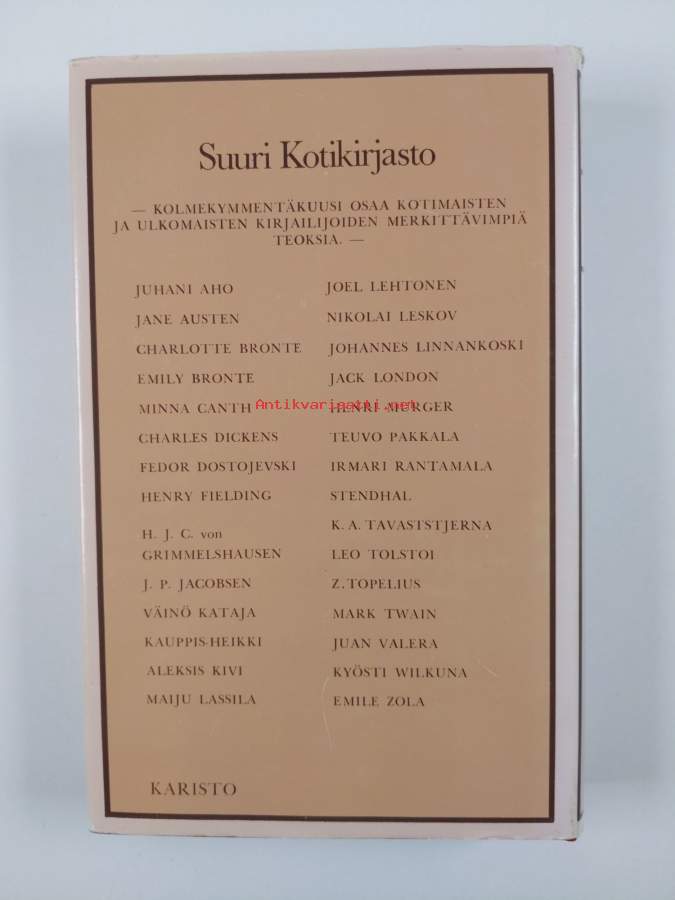 Suuri Kotikirjasto
— KOLMEKYMMENTÄKUUSI OSAA KOTIMAISTEN
JA ULKOMAISTEN KIRJAILIJOIDEN MERKITTÄVIMPIÄ
TEOKSIA. —
JUHANI AHO
JANE AUSTEN
CHARLOTTE BRONTE
EMILY BRONTE
MINNA CANTH
CHARLES DICKENS
FEDOR DOSTOJEVSKI
HENRY FIELDING
H. J. C. von
GRIMMELSHAUSEN
J. P. JACOBSEN
VÄINÖ KATAJA
KAUPPIS-HEIKKI
ALEKSIS KIVI
MAIJU LASSILA
JOEL LEHTONEN
NIKOLAI LESKOV
JOHANNES LINNANKOSKI
JACK LONDON
HENRI MURGER
TEUVO PAKKALA
IRMARI RANTAMALA
STENDHAL
K. A. TAVASTSTJERNA
LEO TOLSTOI
Z. TOPELIUS
MARK TWAIN
JUAN VALERA
KYÖSTI WILKUNA
EMILE ZOLA
KARISTO
Antikvariaatti.net